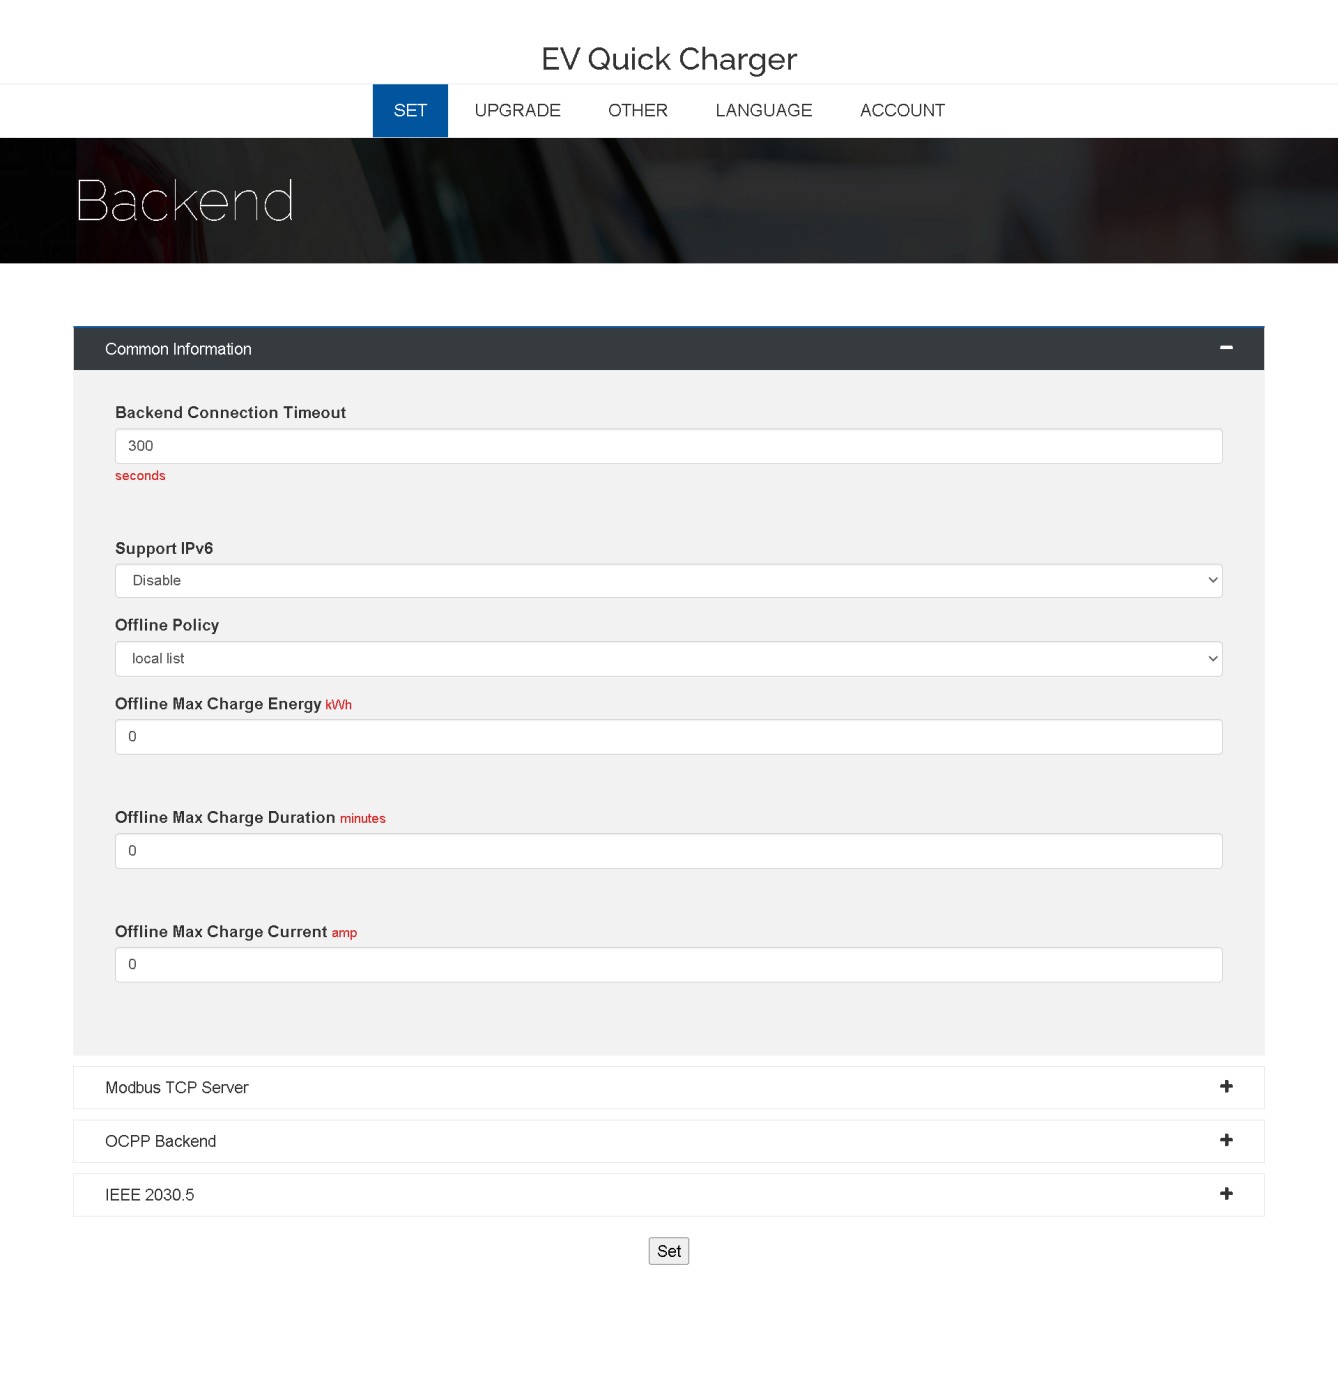 EV Quick Charger
SET UPGRADE OTHER LANGUAGE ACCOUNT
Backend
Common Information
Backend Connection Timeout
300
seconds
Support IPv6
Disable
Offline Policy
local list
Offline Max Charge Energy kWh
0
Offline Max Charge Duration minutes
0
Offline Max Charge Current amp
0
Modbus TCP Server
OCPP Backend
IEEE 2030.5
Set